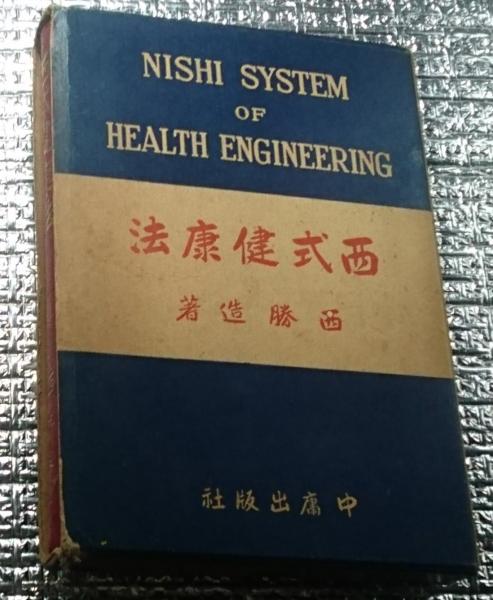 NISHI SYSTEM
OF
HEALTH ENGINEERING
西式健康法
西勝造著
中庸出版社